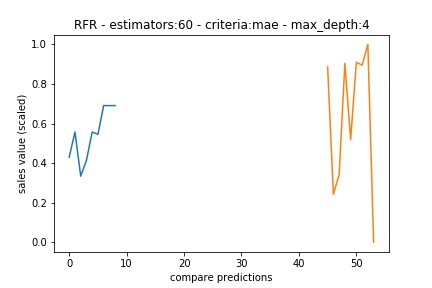 RFR - estimators:60 - criteria:mae - max_depth:4
1.0
0.8
0.6
0.4
0.2
0.0
sales value (scaled)
0 10 20 30 40 50
compare predictions